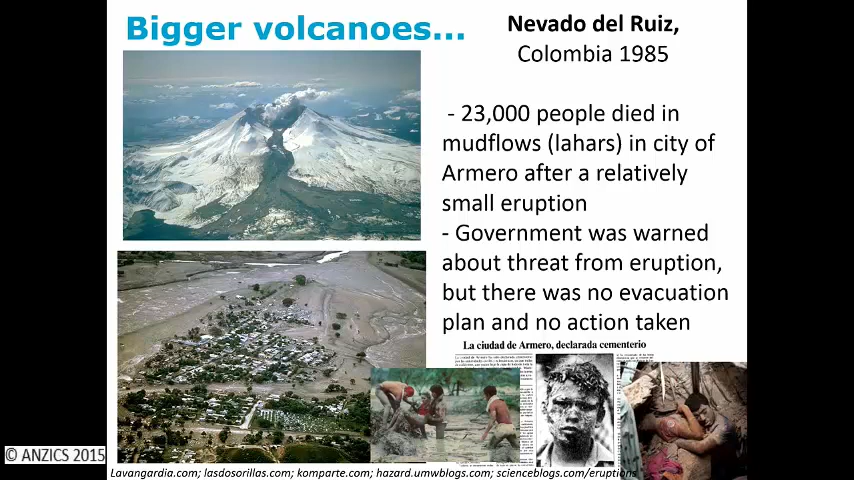 Bigger volcanoes...
Nevado del Ruiz,
Colombia 1985
- 23,000 people died in
mudflows (lahars) in city of
Armero after a relatively
small eruption
- Government was warned
about threat from eruption,
but there was no evacuation
plan and no action taken
La ciudad de Armero, declarada cementerio
© ANZICS 2015
Lavangardia.com; lasdosorillas.com; komparte.com; hazard.umwblogs.com; scienceblogs.com/eruptions